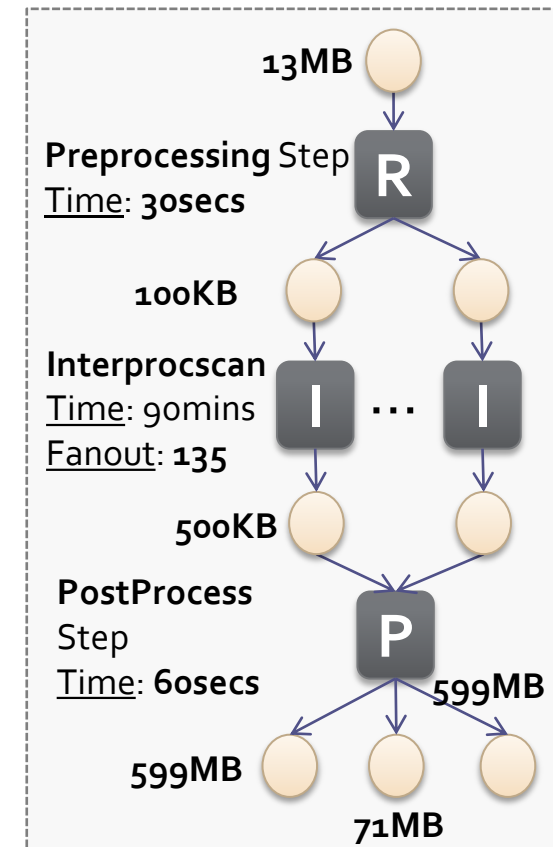 13MB
Preprocessing Step
R
Time: 30secs
100KB
Interprocscan
I ... I
Time: 90mins
Fanout: 135
500KB
PostProcess
Step
P
Time: 60secs
599MB
599MB
71MB